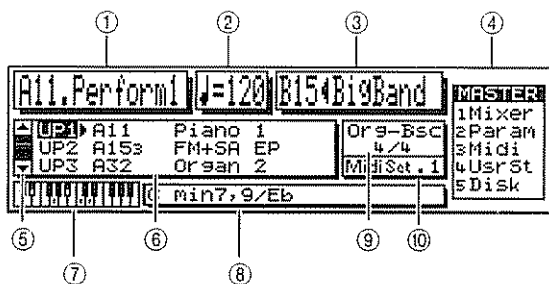 ① ② ③ ④
A11.Perform1 ♩=120 B15◂BigBand
MASTER
1Mixer
2Param
3Midi
4UsrSt
5Disk
UP1▸A11 Piano 1
UP2 A153 FM+SA EP
UP3 A32 Organ 2
Org-Bsc
4/4
MidiSet.1
C min7,9/Eb
⑤ ⑥ ⑨ ⑩
⑦ ⑧